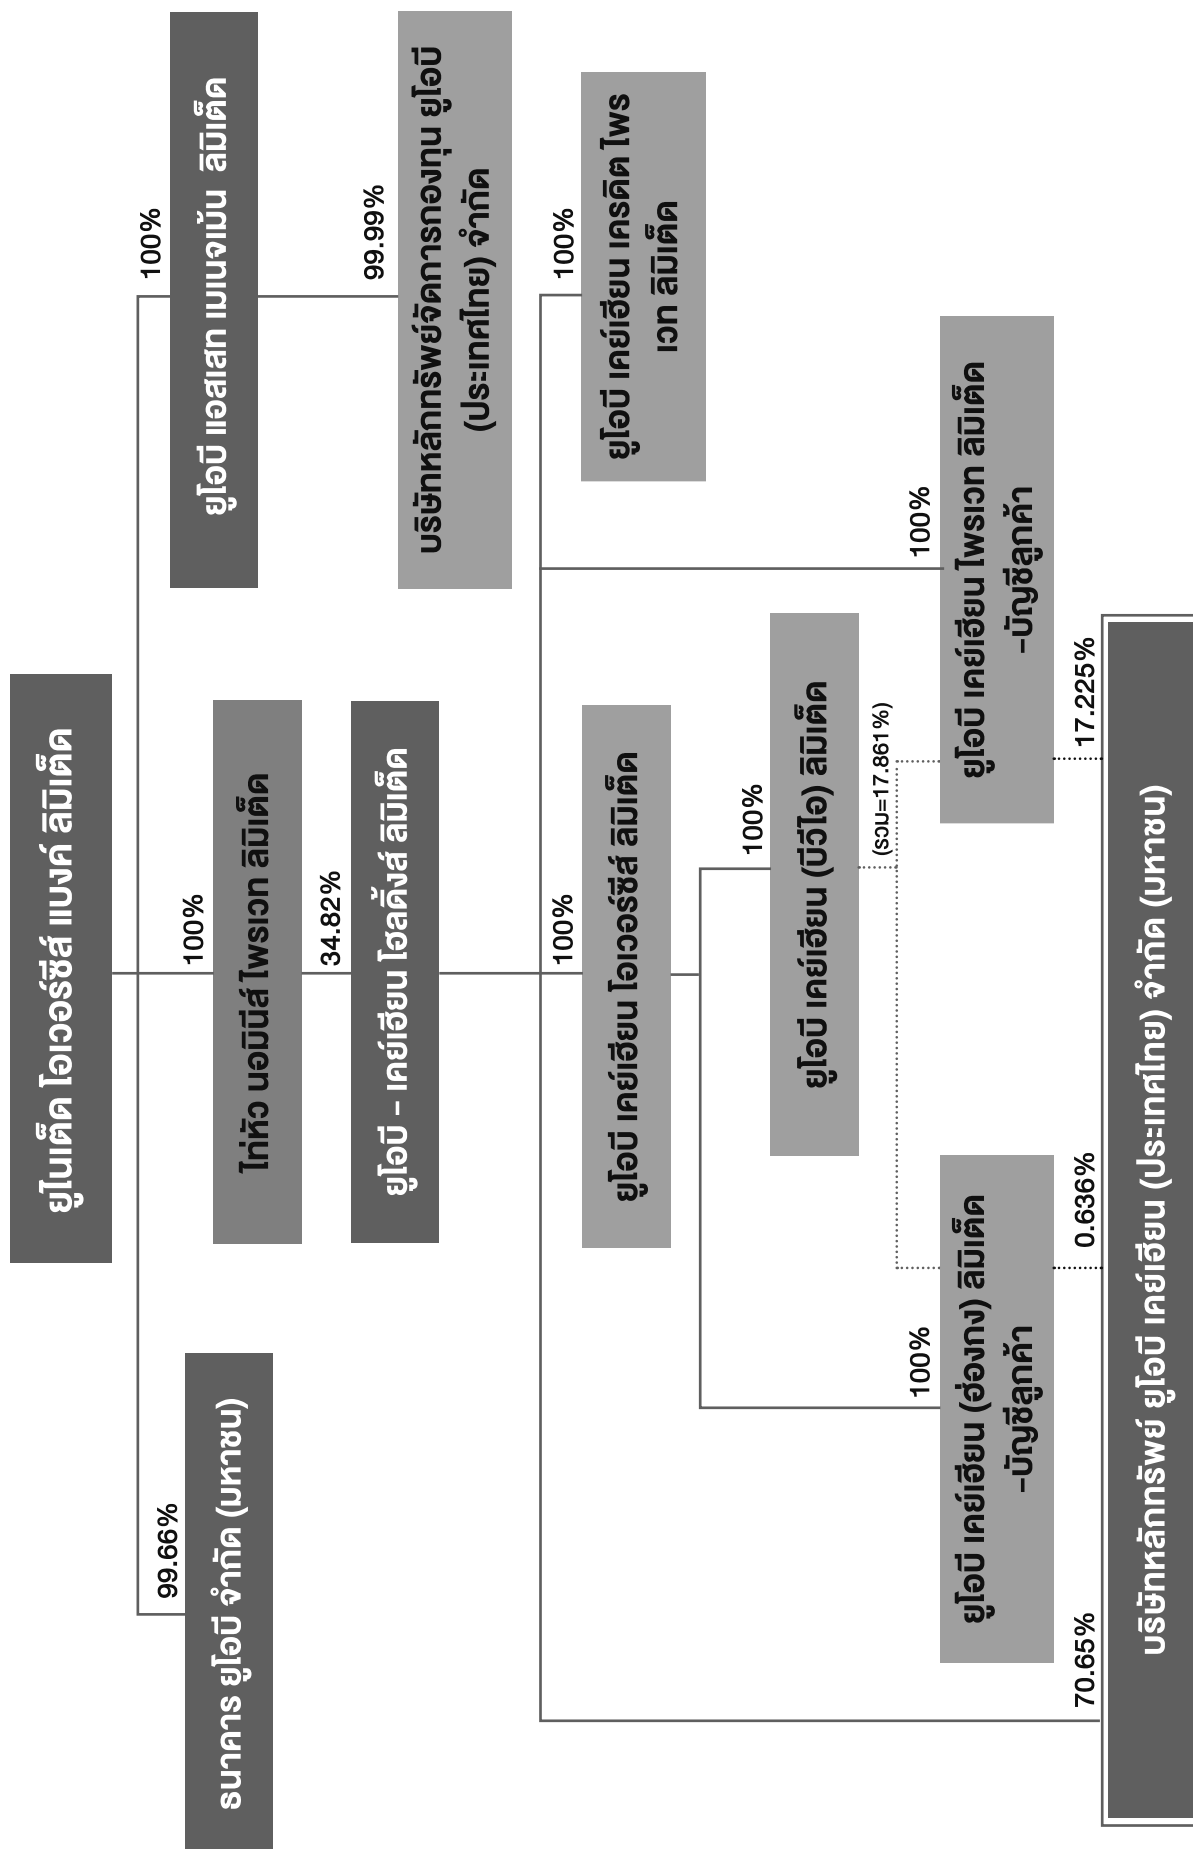 ยูไนเต็ด โอเวอร์ซีส์ แบงค์ ลิมิเต็ด
99.66%
100%
100%
ธนาคาร ยูโอบี จำกัด (มหาชน)
ไท่หัว นอมินีส์ ไพรเวท ลิมิเต็ด
ยูโอบี แอสเสท เมเนจเม้น ลิมิเต็ด
34.82%
99.99%
ยูโอบี – เคย์เฮียน โฮลดิ้งส์ ลิมิเต็ด
บริษัทหลักทรัพย์จัดการกองทุน ยูโอบี
(ประเทศไทย) จำกัด
100%
100%
ยูโอบี เคย์เฮียน โอเวอร์ซีส์ ลิมิเต็ด
ยูโอบี เคย์เฮียน เครดิต ไพร
เวท ลิมิเต็ด
100%
ยูโอบี เคย์เฮียน (บีวีไอ) ลิมิเต็ด
(รวม=17.861%)
100%
100%
ยูโอบี เคย์เฮียน (ฮ่องกง) ลิมิเต็ด
–บัญชีลูกค้า
ยูโอบี เคย์เฮียน ไพรเวท ลิมิเต็ด
–บัญชีลูกค้า
70.65%
0.636%
17.225%
บริษัทหลักทรัพย์ ยูโอบี เคย์เฮียน (ประเทศไทย) จำกัด (มหาชน)